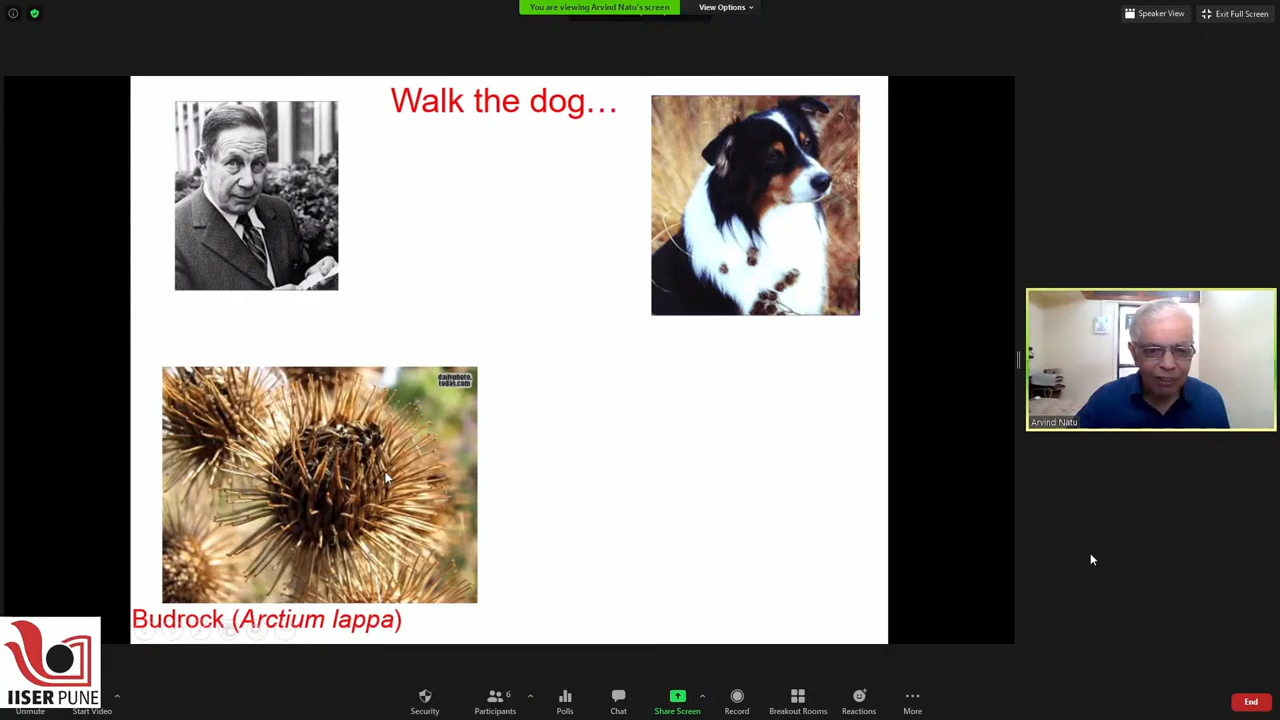 You are viewing Arvind Natu's screen
View Options
Speaker View
Exit Full Screen
Walk the dog…
dailyphoto.
todas.com
Arvind Natu
Budrock (Arctium lappa)
IISER PUNE
Unmute
Start Video
Security
Participants
6
Polls
Chat
Share Screen
Record
Breakout Rooms
Reactions
More
End